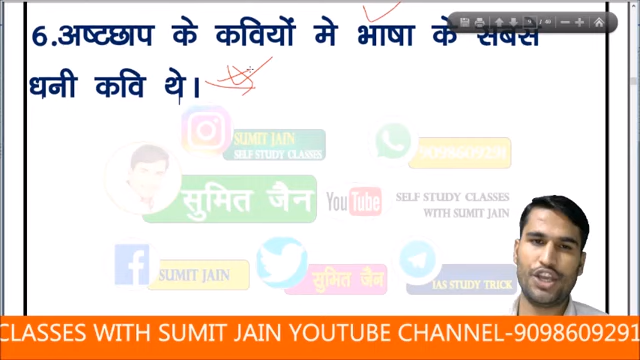 6.अष्टछाप के कवियों मे भाषा के सबसे
धनी कवि थे।
SUMIT JAIN
SELF STUDY CLASSES
9098609291
सुमित जैन
YouTube
SELF STUDY CLASSES
WITH SUMIT JAIN
SUMIT JAIN
सुमित जैन
IAS STUDY TRICK
CLASSES WITH SUMIT JAIN YOUTUBE CHANNEL-9098609291